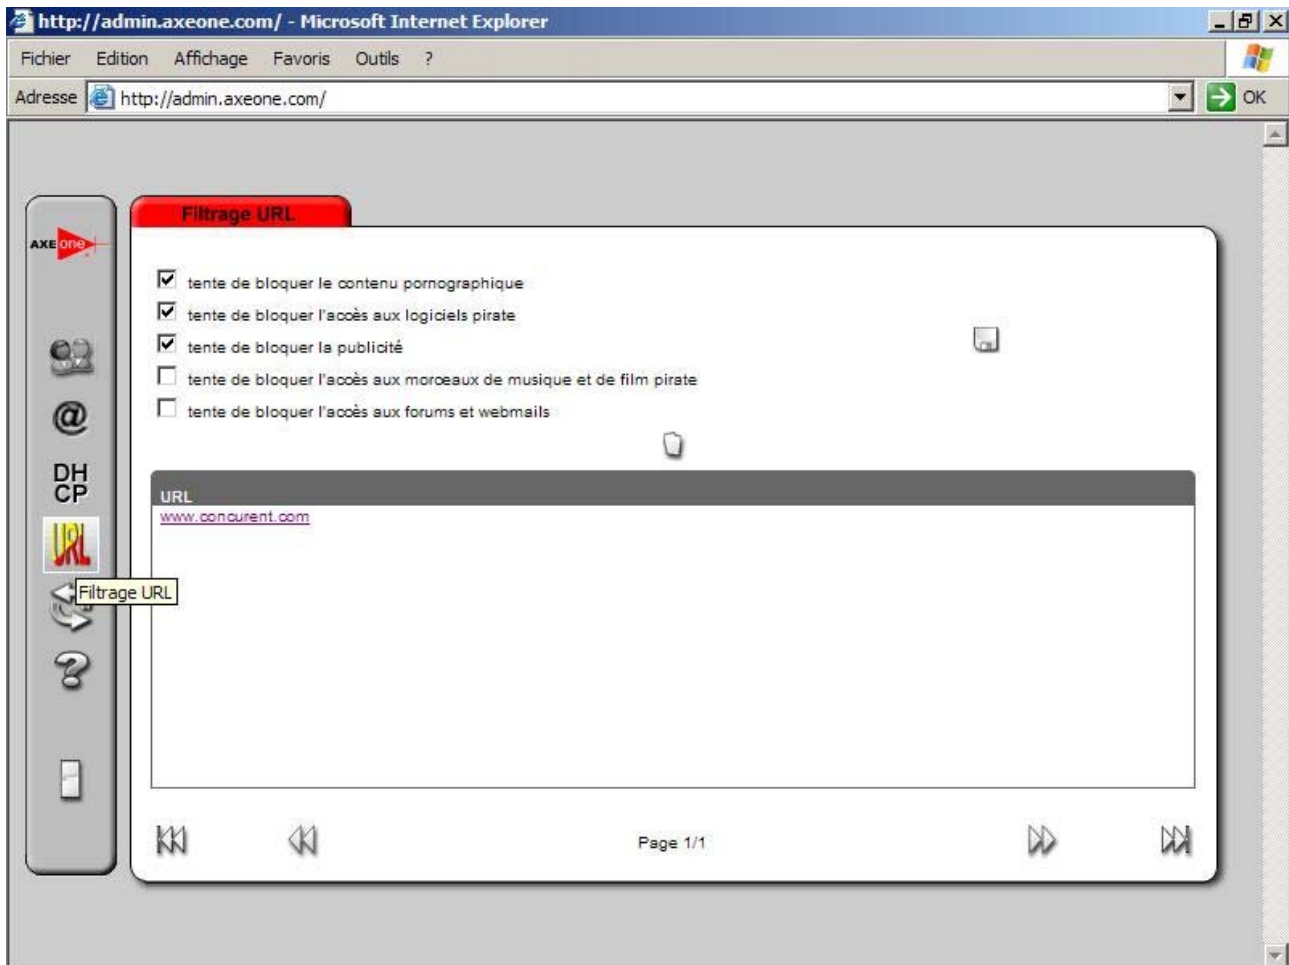 http://admin.axeone.com/ - Microsoft Internet Explorer
Fichier Edition Affichage Favoris Outils ?
Adresse http://admin.axeone.com/ OK
Filtrage URL
AXE one
tente de bloquer le contenu pornographique
tente de bloquer l'accès aux logiciels pirate
tente de bloquer la publicité
tente de bloquer l'accès aux morceaux de musique et de film pirate
@
tente de bloquer l'accès aux forums et webmails
DH
CP
URL
www.concurent.com
URL
Filtrage URL
?
Page 1/1